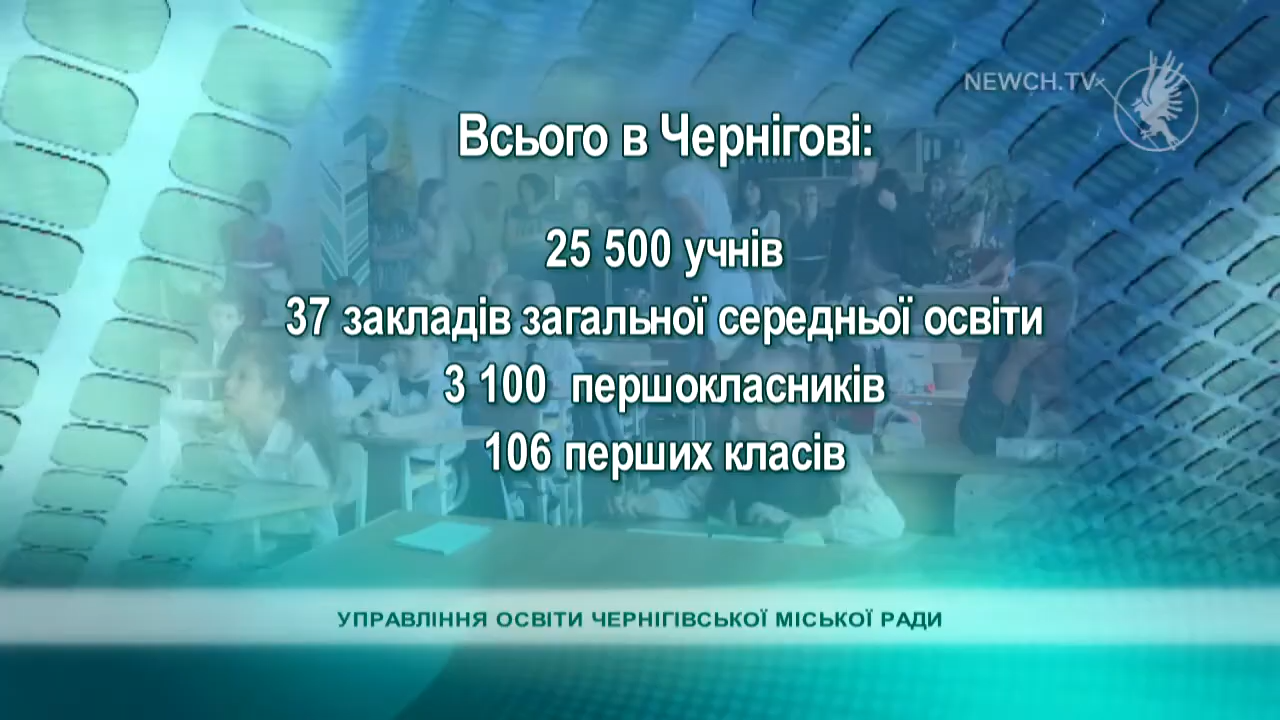 NEWCH.TV
Всього в Чернігові:
25 500 учнів
37 закладів загальної середньої освіти
3 100 першокласників
106 перших класів
УПРАВЛІННЯ ОСВІТИ ЧЕРНІГІВСЬКОЇ МІСЬКОЇ РАДИ